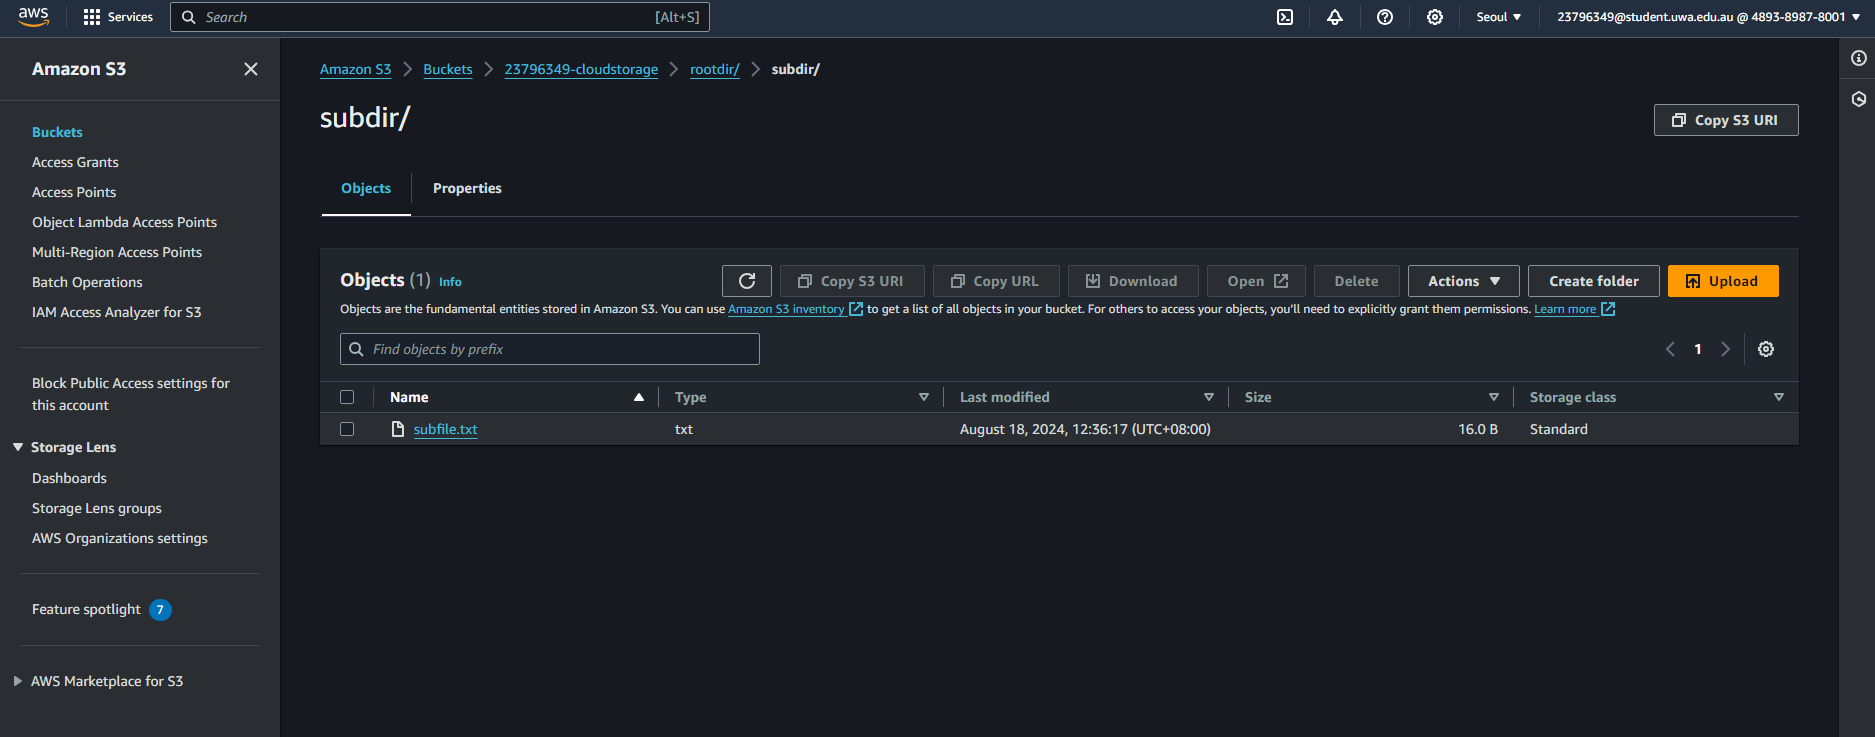 aws Services Search [Alt+S] Seoul 23796349@student.uwa.edu.au @ 4893-8987-8001
Amazon S3
Buckets
Access Grants
Access Points
Object Lambda Access Points
Multi-Region Access Points
Batch Operations
IAM Access Analyzer for S3
Block Public Access settings for
this account
Storage Lens
Dashboards
Storage Lens groups
AWS Organizations settings
Feature spotlight 7
AWS Marketplace for S3
Amazon S3 Buckets 23796349-cloudstorage rootdir/ subdir/
subdir/
Copy S3 URI
Objects Properties
Objects (1) Info Copy S3 URI Copy URL Download Open Delete Actions Create folder Upload
Objects are the fundamental entities stored in Amazon S3. You can use Amazon S3 inventory to get a list of all objects in your bucket. For others to access your objects, you'll need to explicitly grant them permissions. Learn more
Find objects by prefix 1
Name Type Last modified Size Storage class
subfile.txt txt August 18, 2024, 12:36:17 (UTC+08:00) 16.0 B Standard